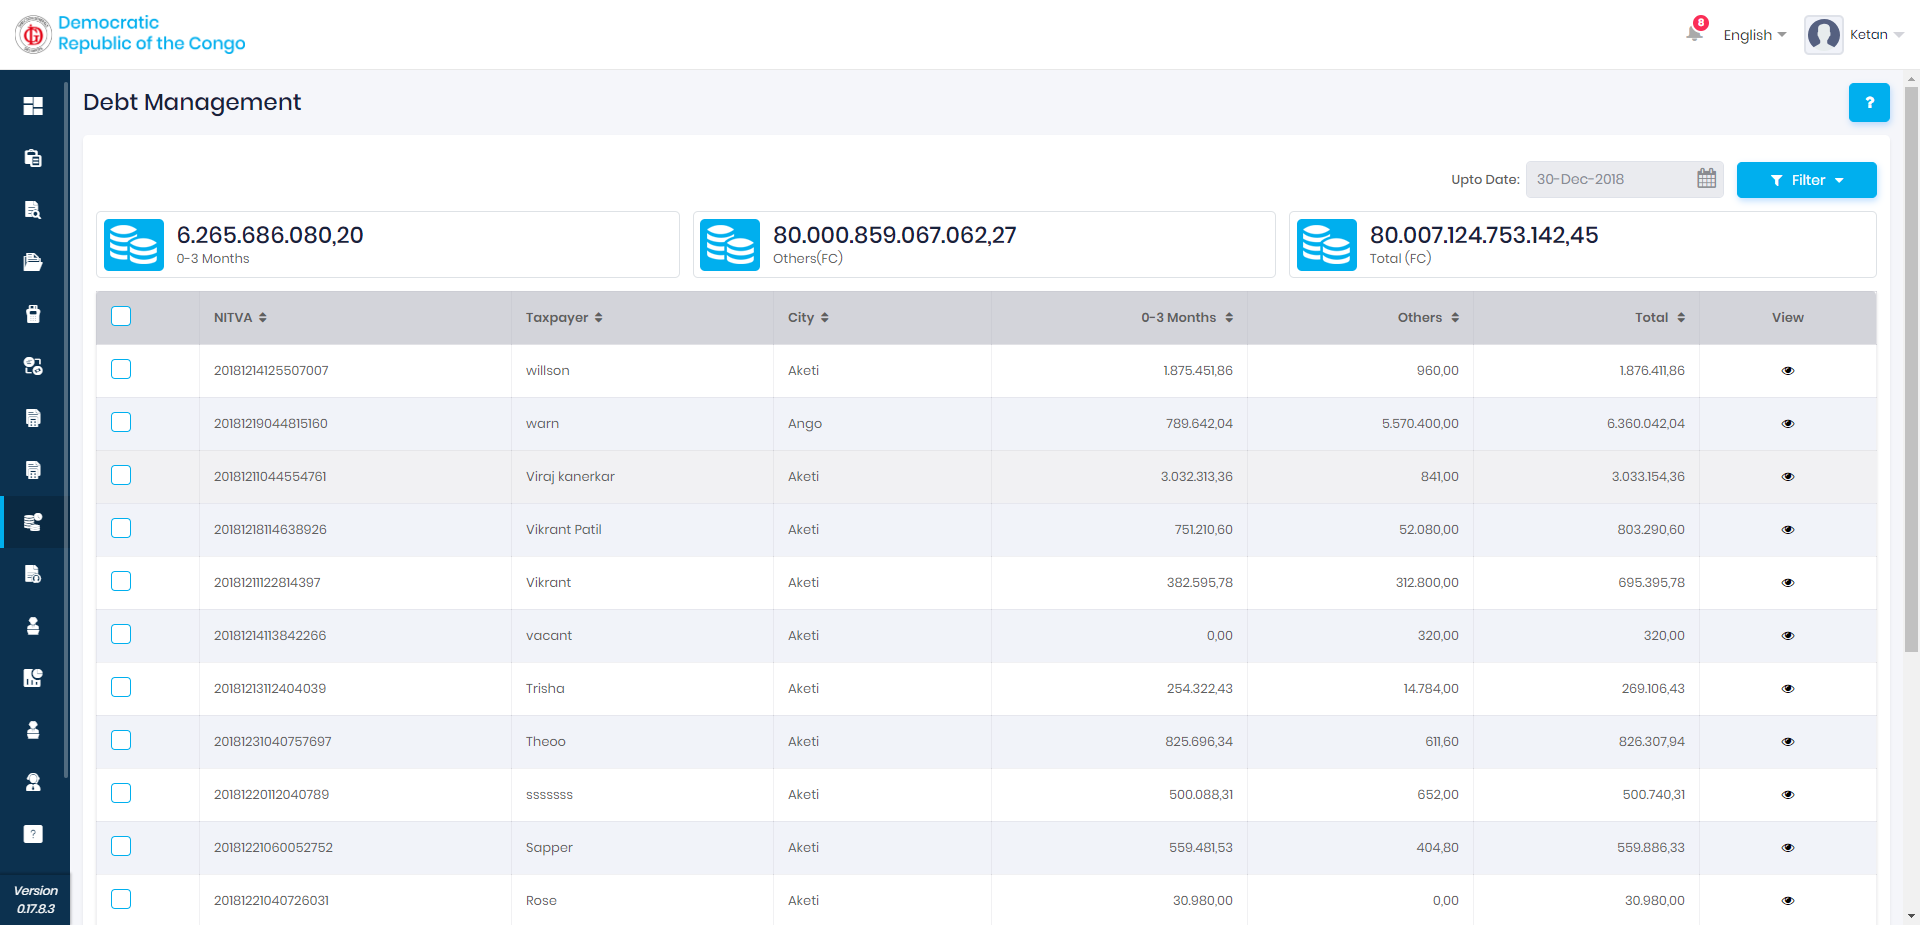 Democratic
Republic of the Congo
8
English
Ketan
Debt Management
?
Upto Date: 30-Dec-2018 Filter
6.265.686.080,20
0-3 Months
80.000.859.067.062,27
Others(FC)
80.007.124.753.142,45
Total (FC)
NITVA Taxpayer City 0-3 Months Others Total View
20181214125507007 willson Aketi 1.875.451,86 960,00 1.876.411,86
20181219044815160 warn Ango 789.642,04 5.570.400,00 6.360.042,04
20181211044554761 Viraj kanerkar Aketi 3.032.313,36 841,00 3.033.154,36
20181218114638926 Vikrant Patil Aketi 751.210,60 52.080,00 803.290,60
20181211122814397 Vikrant Aketi 382.595,78 312.800,00 695.395,78
20181214113842266 vacant Aketi 0,00 320,00 320,00
20181213112404039 Trisha Aketi 254.322,43 14.784,00 269.106,43
20181231040757697 Theoo Aketi 825.696,34 611,60 826.307,94
20181220112040789 sssssss Aketi 500.088,31 652,00 500.740,31
20181221060052752 Sapper Aketi 559.481,53 404,80 559.886,33
20181221040726031 Rose Aketi 30.980,00 0,00 30.980,00
?
Version
0.17.8.3